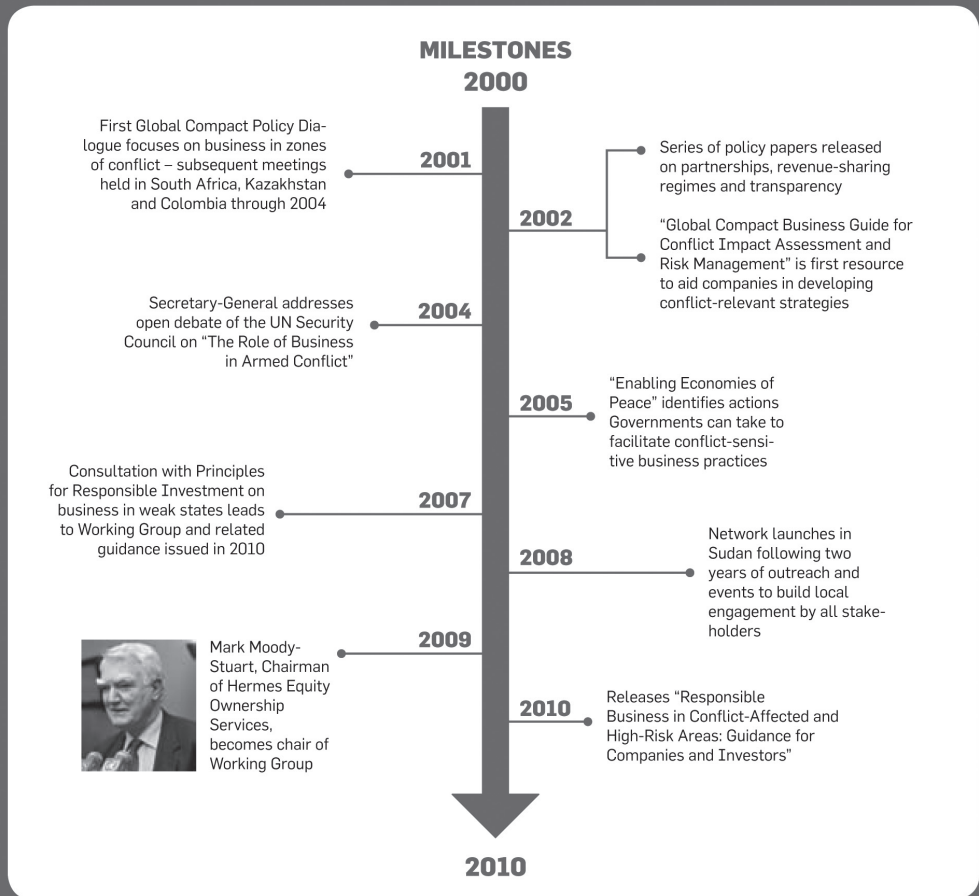 MILESTONES
2000
2001
First Global Compact Policy Dia-
logue focuses on business in zones
of conflict – subsequent meetings
held in South Africa, Kazakhstan
and Colombia through 2004
2002
Series of policy papers released
on partnerships, revenue-sharing
regimes and transparency
“Global Compact Business Guide for
Conflict Impact Assessment and
Risk Management” is first resource
to aid companies in developing
conflict-relevant strategies
2004
Secretary-General addresses
open debate of the UN Security
Council on “The Role of Business
in Armed Conflict”
2005
“Enabling Economies of
Peace” identifies actions
Governments can take to
facilitate conflict-sensi-
tive business practices
2007
Consultation with Principles
for Responsible Investment on
business in weak states leads
to Working Group and related
guidance issued in 2010
2008
Network launches in
Sudan following two
years of outreach and
events to build local
engagement by all stake-
holders
2009
Mark Moody-
Stuart, Chairman
of Hermes Equity
Ownership
Services,
becomes chair of
Working Group
2010
Releases “Responsible
Business in Conflict-Affected and
High-Risk Areas: Guidance for
Companies and Investors”
2010